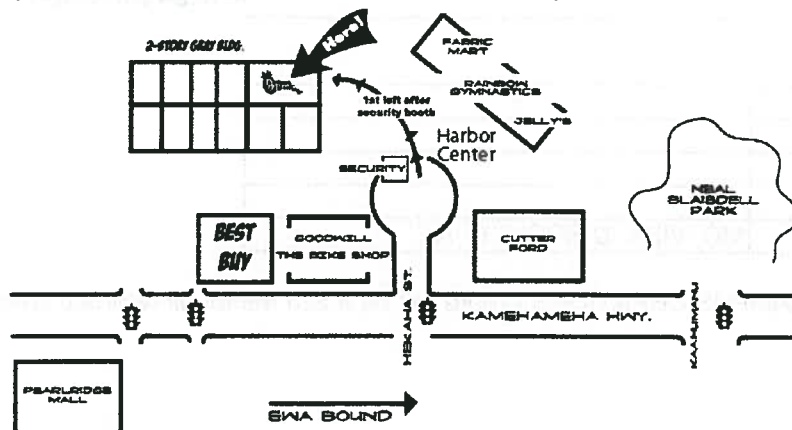 2-STORY GRAY BLDG.
Here!
1st left after
security booth
FABRIC
MART
RAINBOW
GYMNASTICS
JELLY'S
Harbor
Center
SECURITY
NEAL
BLAISDELL
PARK
BEST
BUY
GOODWILL
THE BIKE SHOP
CUTTER
FORD
HEKAHA ST.
KAMEHAMEHA HWY.
KAAHUMANU
PEARLRIDGE
MALL
EWA BOUND